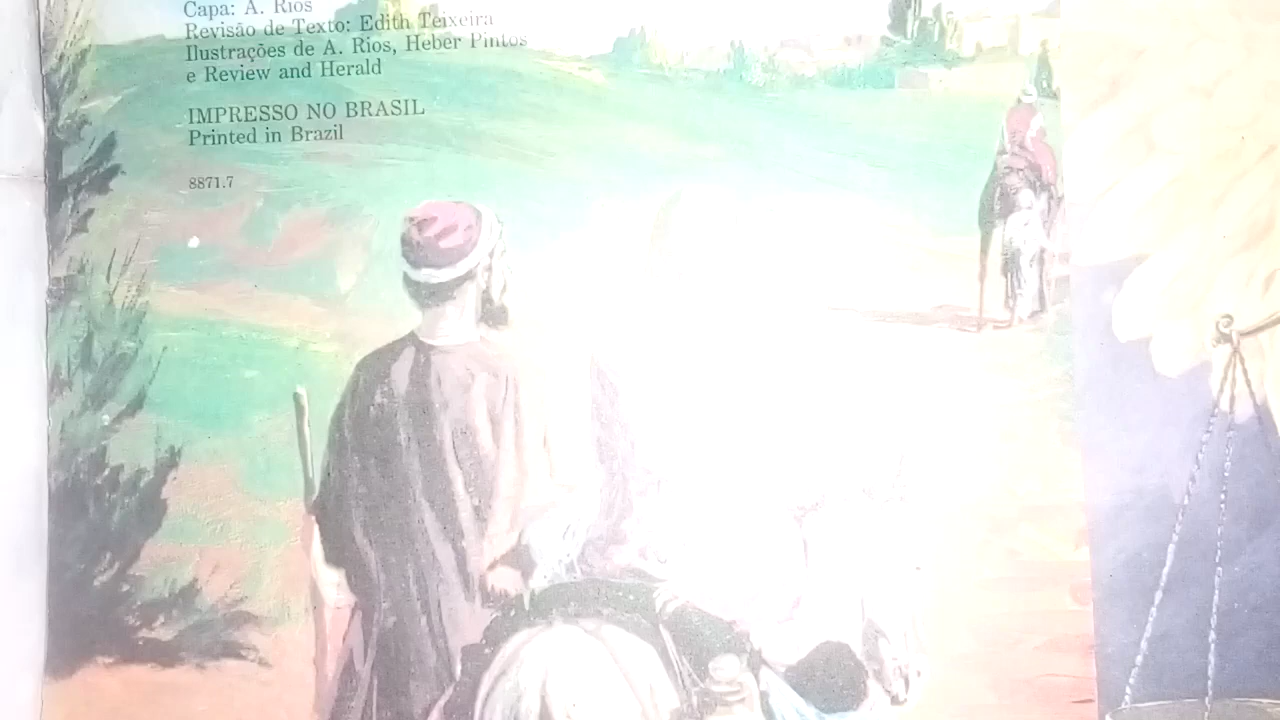 Capa: A. Rios
Revisão de Texto: Edith Teixeira
Ilustrações de A. Rios, Heber Pintos
e Review and Herald
IMPRESSO NO BRASIL
Printed in Brazil
8871.7